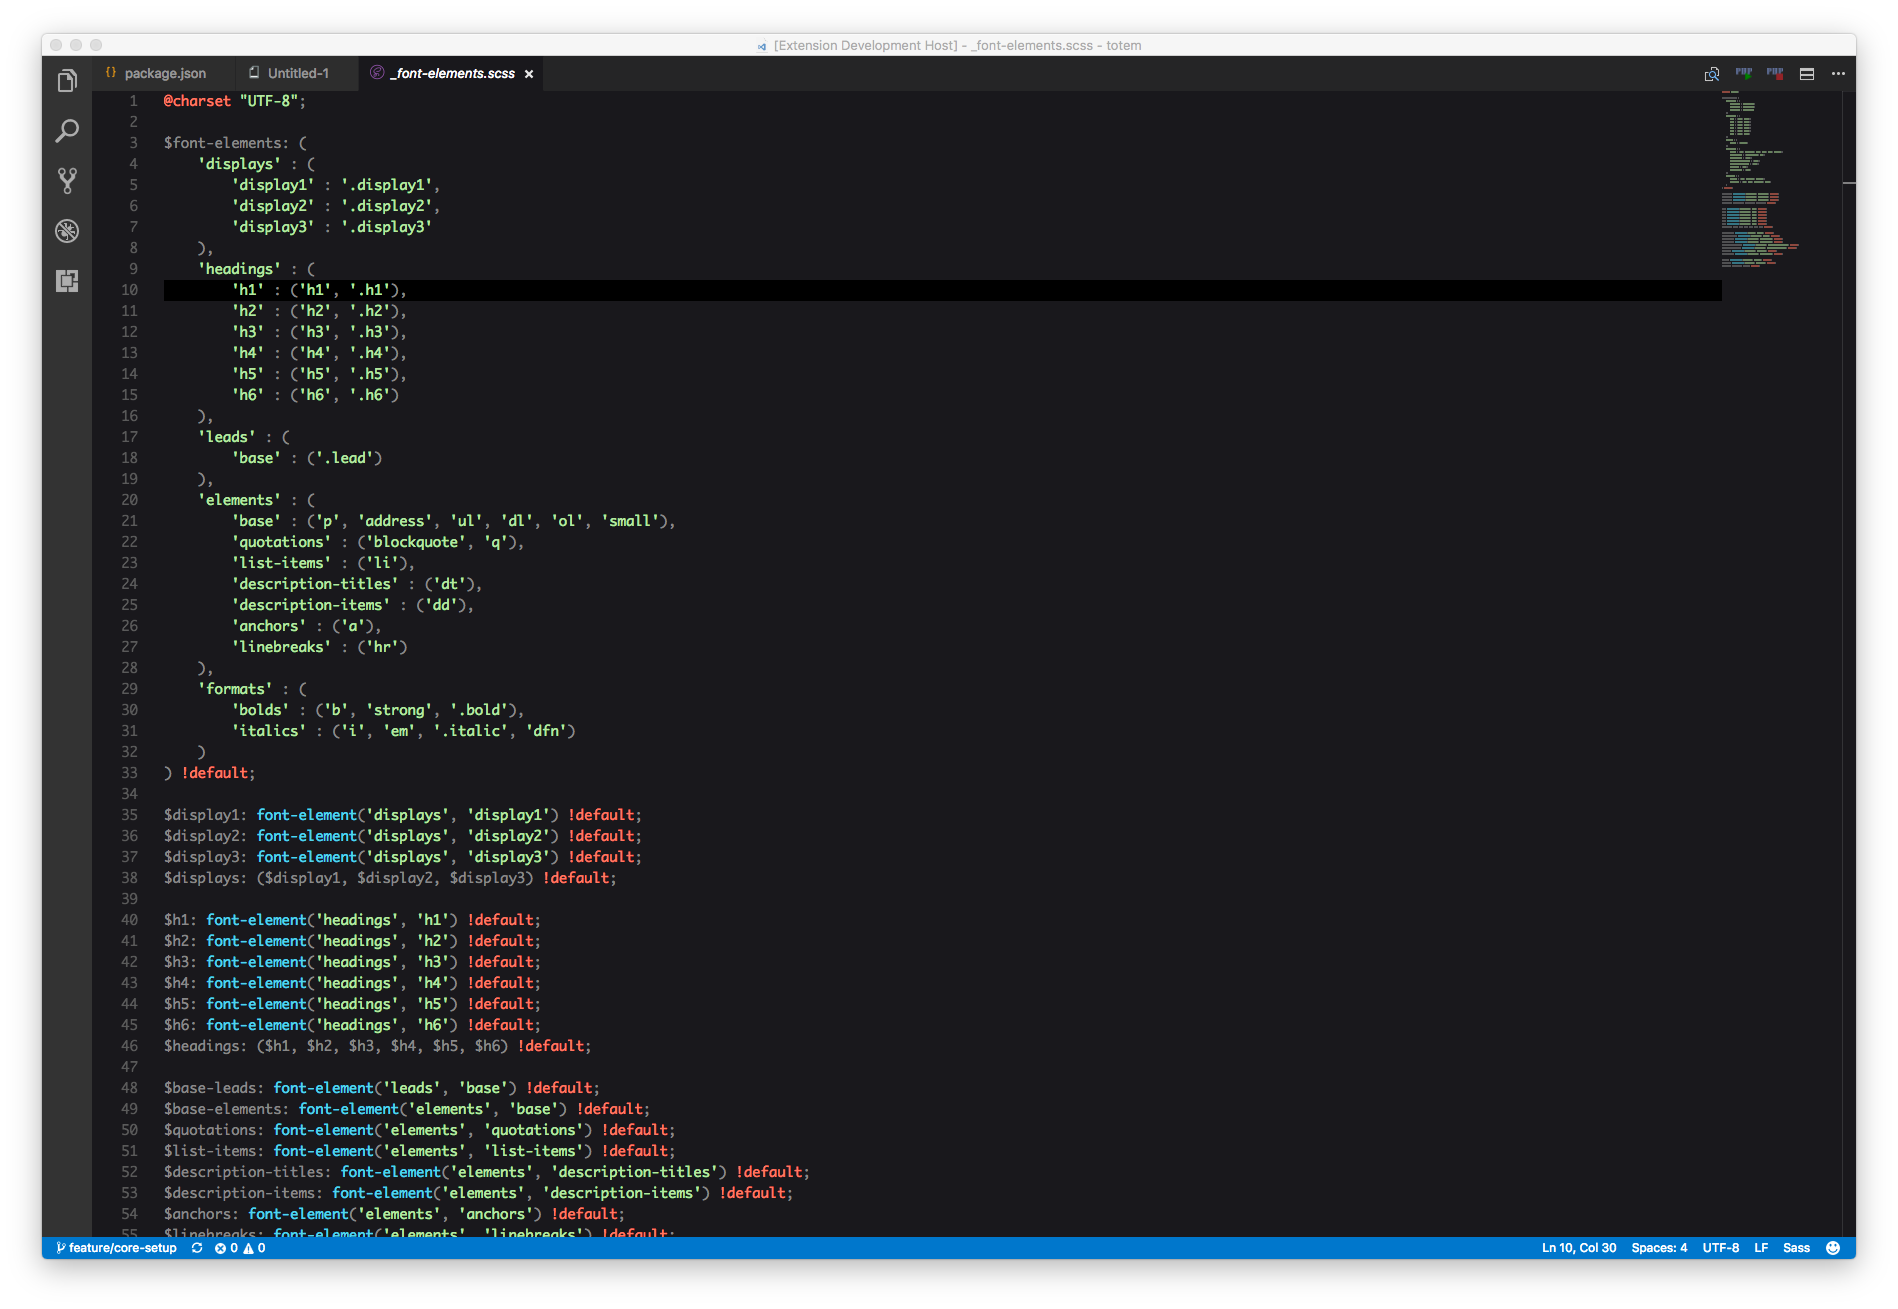 [Extension Development Host] - _font-elements.scss - totem
{} package.json Untitled-1 _font-elements.scss ×
1 @charset "UTF-8";
2
3 $font-elements: (
4 'displays' : (
5 'display1' : '.display1',
6 'display2' : '.display2',
7 'display3' : '.display3'
8 ),
9 'headings' : (
10 'h1' : ('h1', '.h1'),
11 'h2' : ('h2', '.h2'),
12 'h3' : ('h3', '.h3'),
13 'h4' : ('h4', '.h4'),
14 'h5' : ('h5', '.h5'),
15 'h6' : ('h6', '.h6')
16 ),
17 'leads' : (
18 'base' : ('.lead')
19 ),
20 'elements' : (
21 'base' : ('p', 'address', 'ul', 'dl', 'ol', 'small'),
22 'quotations' : ('blockquote', 'q'),
23 'list-items' : ('li'),
24 'description-titles' : ('dt'),
25 'description-items' : ('dd'),
26 'anchors' : ('a'),
27 'linebreaks' : ('hr')
28 ),
29 'formats' : (
30 'bolds' : ('b', 'strong', '.bold'),
31 'italics' : ('i', 'em', '.italic', 'dfn')
32 )
33 ) !default;
34
35 $display1: font-element('displays', 'display1') !default;
36 $display2: font-element('displays', 'display2') !default;
37 $display3: font-element('displays', 'display3') !default;
38 $displays: ($display1, $display2, $display3) !default;
39
40 $h1: font-element('headings', 'h1') !default;
41 $h2: font-element('headings', 'h2') !default;
42 $h3: font-element('headings', 'h3') !default;
43 $h4: font-element('headings', 'h4') !default;
44 $h5: font-element('headings', 'h5') !default;
45 $h6: font-element('headings', 'h6') !default;
46 $headings: ($h1, $h2, $h3, $h4, $h5, $h6) !default;
47
48 $base-leads: font-element('leads', 'base') !default;
49 $base-elements: font-element('elements', 'base') !default;
50 $quotations: font-element('elements', 'quotations') !default;
51 $list-items: font-element('elements', 'list-items') !default;
52 $description-titles: font-element('elements', 'description-titles') !default;
53 $description-items: font-element('elements', 'description-items') !default;
54 $anchors: font-element('elements', 'anchors') !default;
55 $linebreaks: font-element('elements', 'linebreaks') !default;
feature/core-setup 0 0 Ln 10, Col 30 Spaces: 4 UTF-8 LF Sass